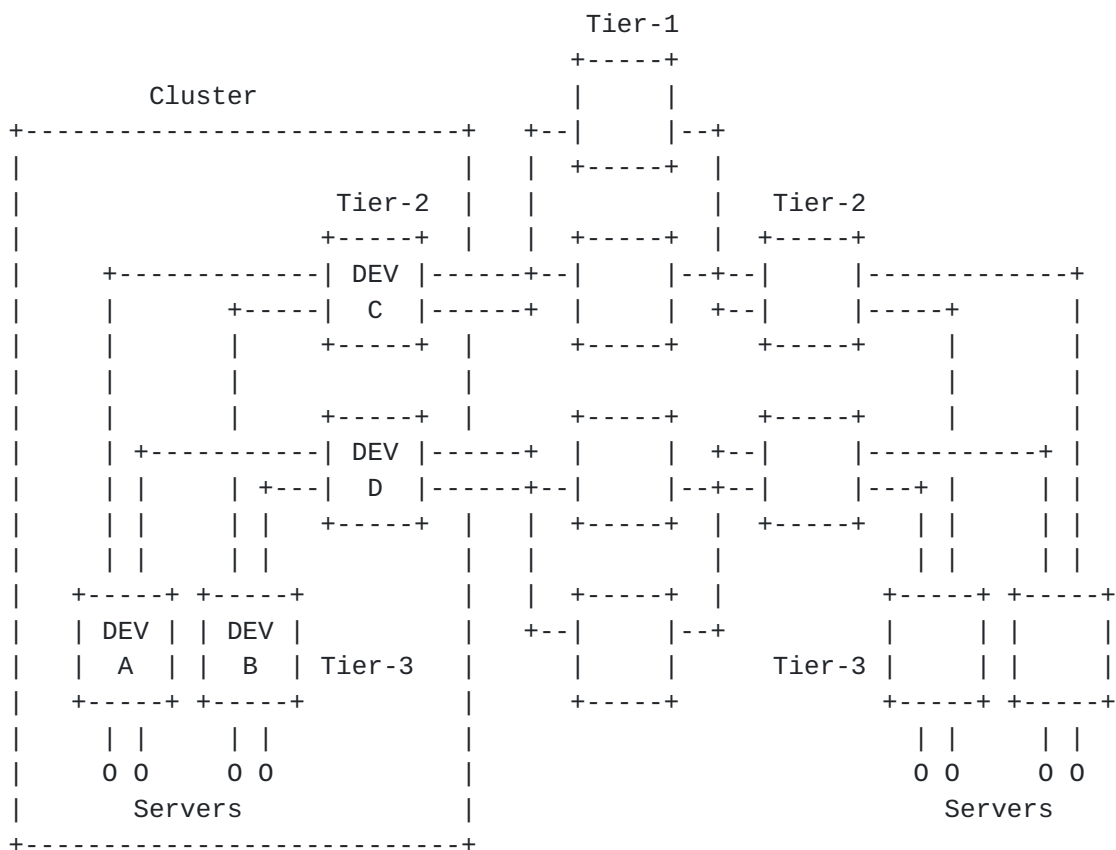 Tier-1
Cluster
Tier-2 Tier-2
DEV
C
DEV
D
DEV DEV
A B Tier-3 Tier-3
O O O O O O O O
Servers Servers